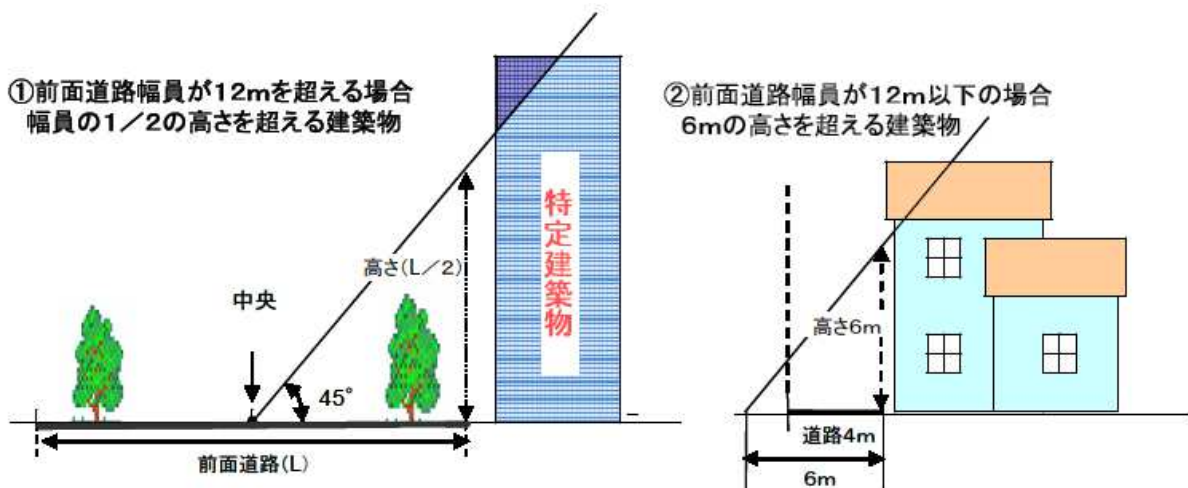 ①前面道路幅員が12mを超える場合
幅員の1/2の高さを超える建築物
特定建築物
高さ(L/2)
中央
45°
前面道路(L)
②前面道路幅員が12m以下の場合
6mの高さを超える建築物
高さ6m
道路4m
6m